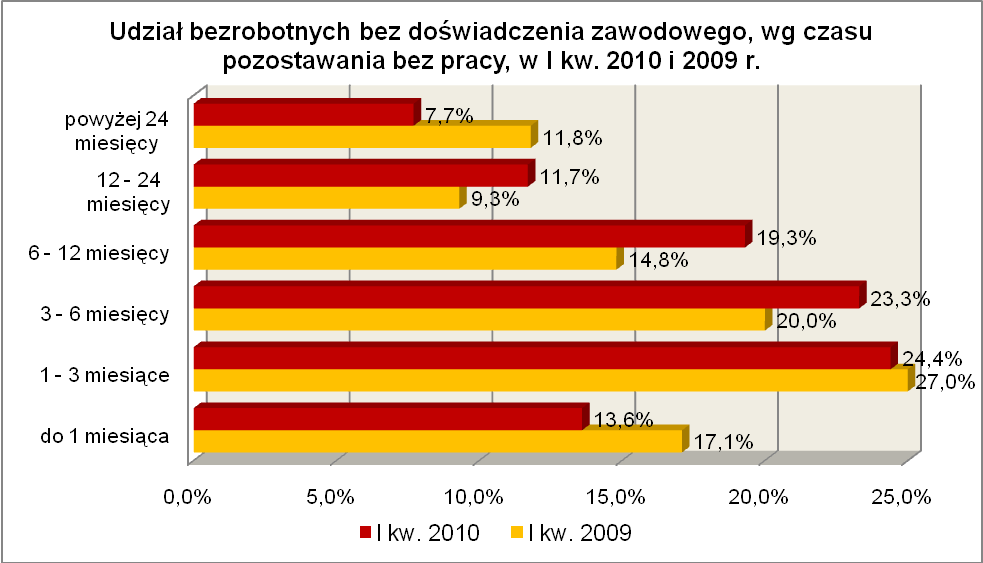 Udział bezrobotnych bez doświadczenia zawodowego, wg czasu
pozostawania bez pracy, w I kw. 2010 i 2009 r.
powyżej 24
miesięcy
7,7%
11,8%
12 - 24
miesięcy
11,7%
9,3%
6 - 12 miesięcy
19,3%
14,8%
3 - 6 miesięcy
23,3%
20,0%
1 - 3 miesiące
24,4%
27,0%
do 1 miesiąca
13,6%
17,1%
0,0% 5,0% 10,0% 15,0% 20,0% 25,0%
I kw. 2010 I kw. 2009